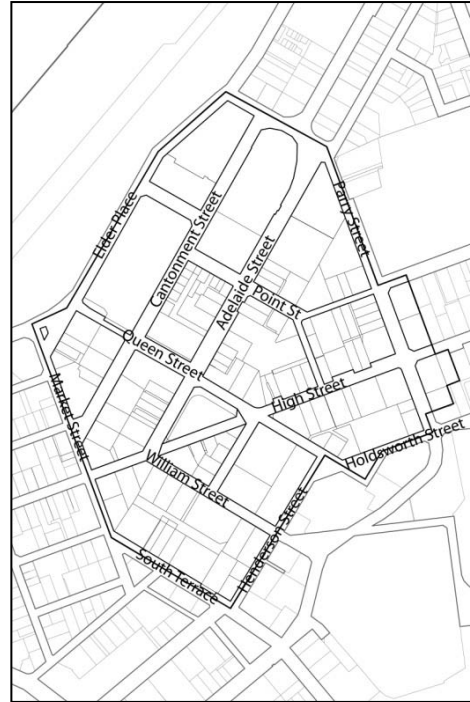 Elder Place
Parry Street
Cantonment Street
Adelaide Street
Point St
Queen Street
Market Street
High Street
Holdsworth Street
William Street
Henderson Street
South Terrace